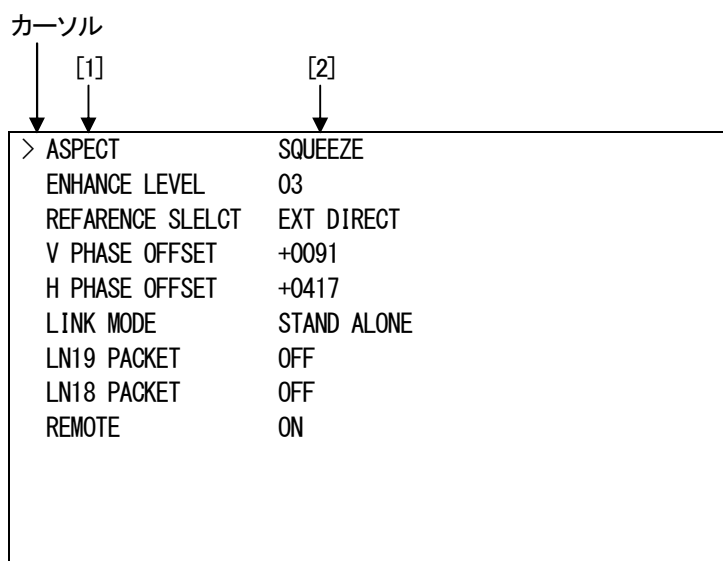 カーソル
[1] [2]
> ASPECT SQUEEZE
ENHANCE LEVEL 03
REFARENCE SLELCT EXT DIRECT
V PHASE OFFSET +0091
H PHASE OFFSET +0417
LINK MODE STAND ALONE
LN19 PACKET OFF
LN18 PACKET OFF
REMOTE ON